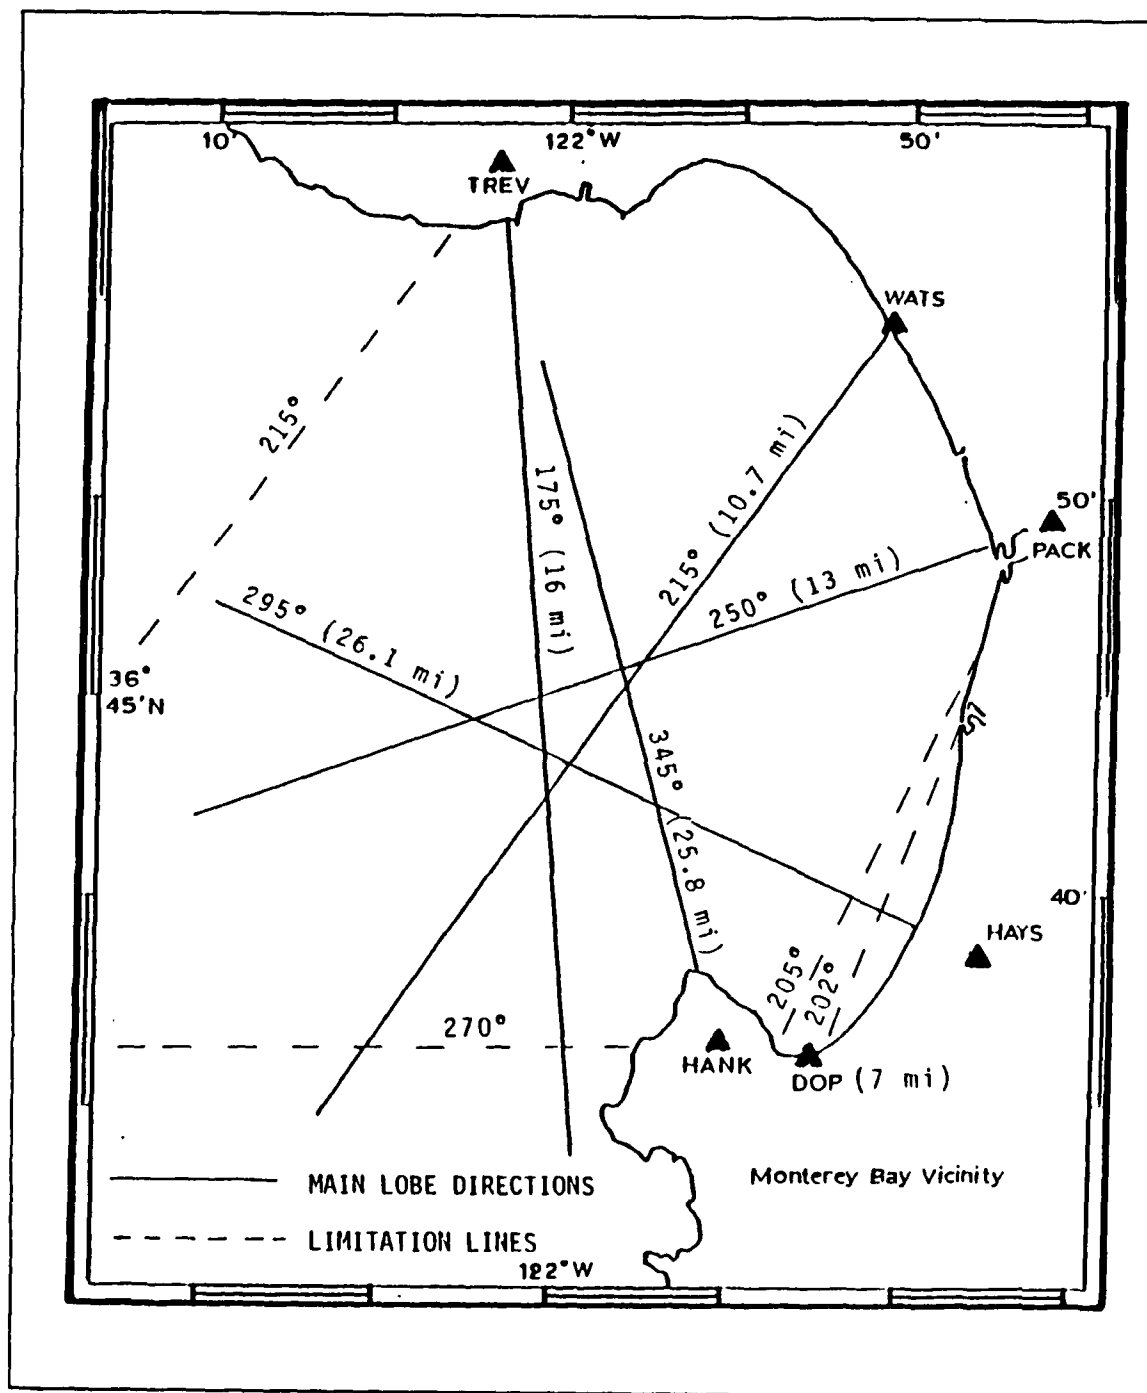 10'
122°W
50'
TREV
WATS
215°
175° (16 mi)
215° (10.7 mi)
50'
PACK
250° (13 mi)
295° (26.1 mi)
36°
45'N
345° (25.8 mi)
40'
HAYS
205°
202°
270°
HANK
DOP (7 mi)
Monterey Bay Vicinity
MAIN LOBE DIRECTIONS
LIMITATION LINES
122°W